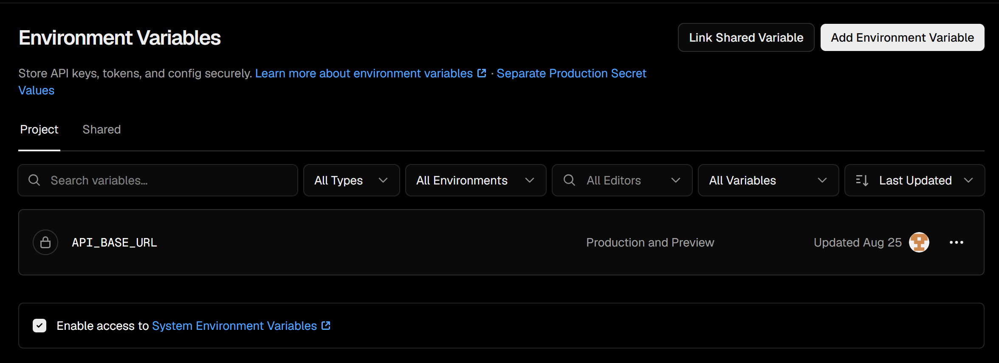 Environment Variables
Link Shared Variable
Add Environment Variable
Store API keys, tokens, and config securely. Learn more about environment variables · Separate Production Secret
Values
Project
Shared
Search variables...
All Types
All Environments
All Editors
All Variables
Last Updated
API_BASE_URL
Production and Preview
Updated Aug 25
Enable access to System Environment Variables